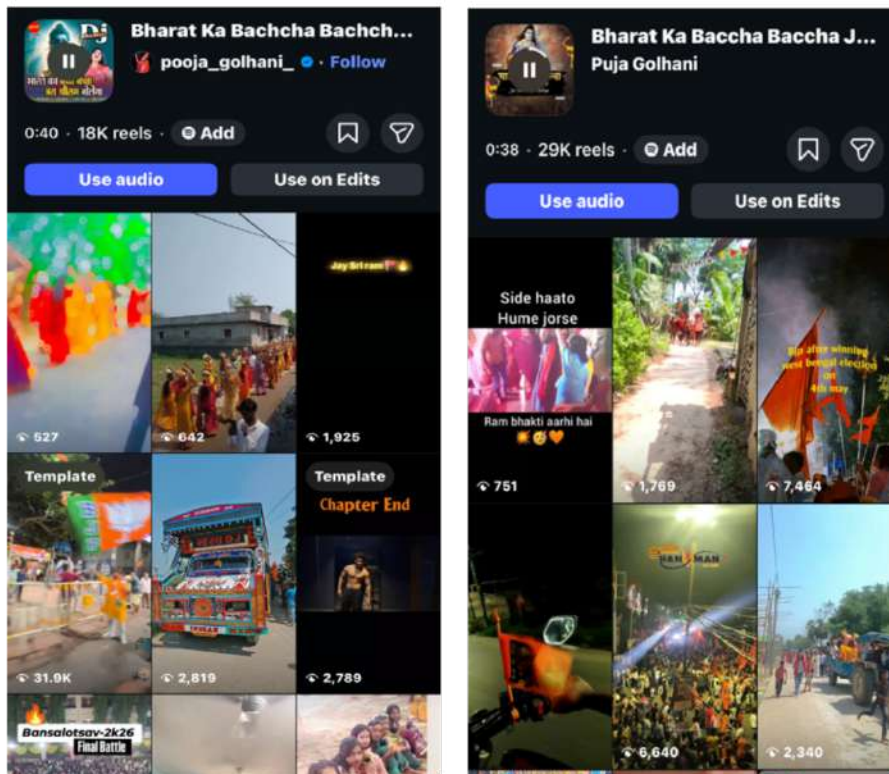 Bharat Ka Bachcha Bachch...
pooja_golhani_ · Follow
0:40 · 18K reels · Add
Use audio
Use on Edits
527
642
Jay Sri ram
1,925
Template
31.9K
2,819
Template
Chapter End
2,789
Bansalotsav-2k26
Final Battle
Bharat Ka Baccha Baccha J...
Puja Golhani
0:38 · 29K reels · Add
Use audio
Use on Edits
Side haato
Hume jorse
Ram bhakti aarhi hai
751
1,769
Bjp after winning
west bengal election
on
4th may
7,464
6,640
2,340